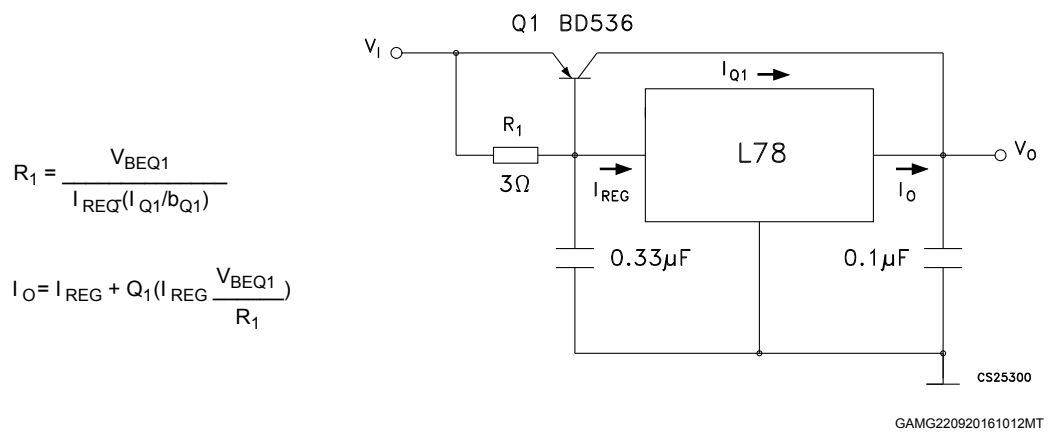 Q1 BD536
V_I
I_Q1
R_1
L78
V_O
3Ω
I_REG
I_O
R_1 = V_BEQ1 / I_REQ-(I_Q1/b_Q1)
0.33µF
0.1µF
I_O= I_REG + Q_1(I_REG V_BEQ1 / R_1)
CS25300
GAMG220920161012MT